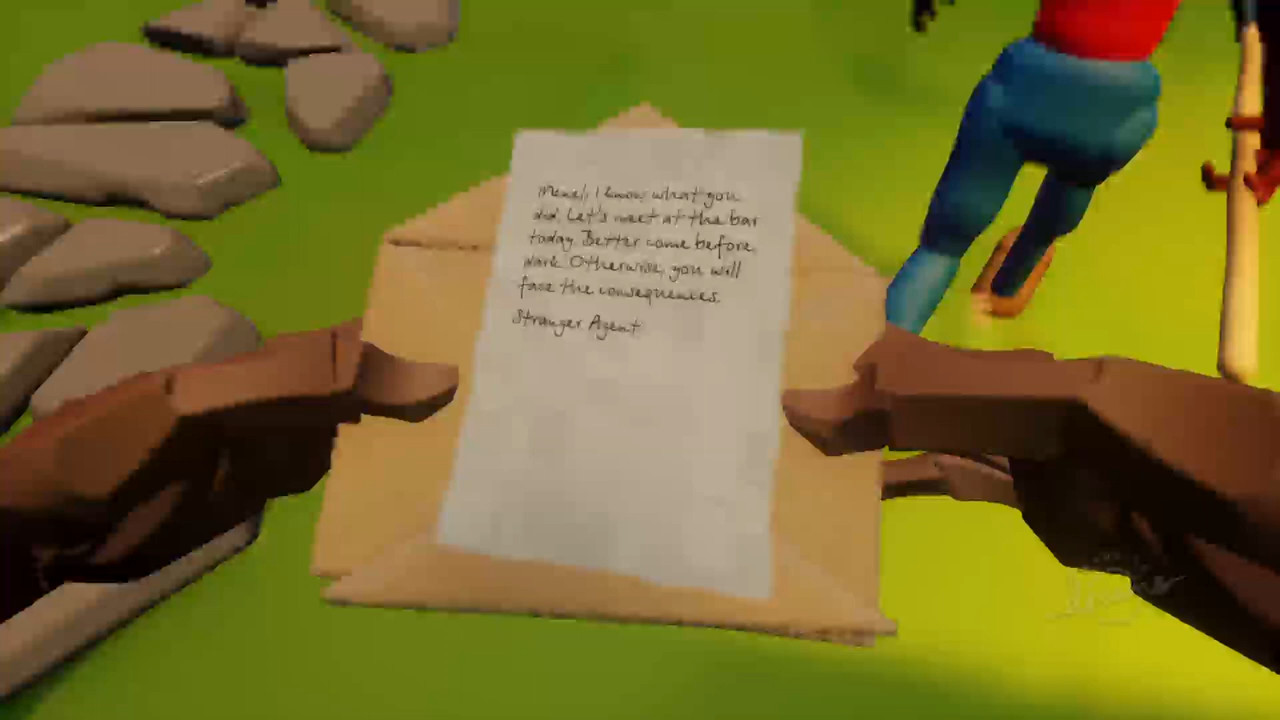 I know what you
did. Let's meet at the bar
today. Better come before
work. Otherwise, you will
face the consequences.
Stranger Agent